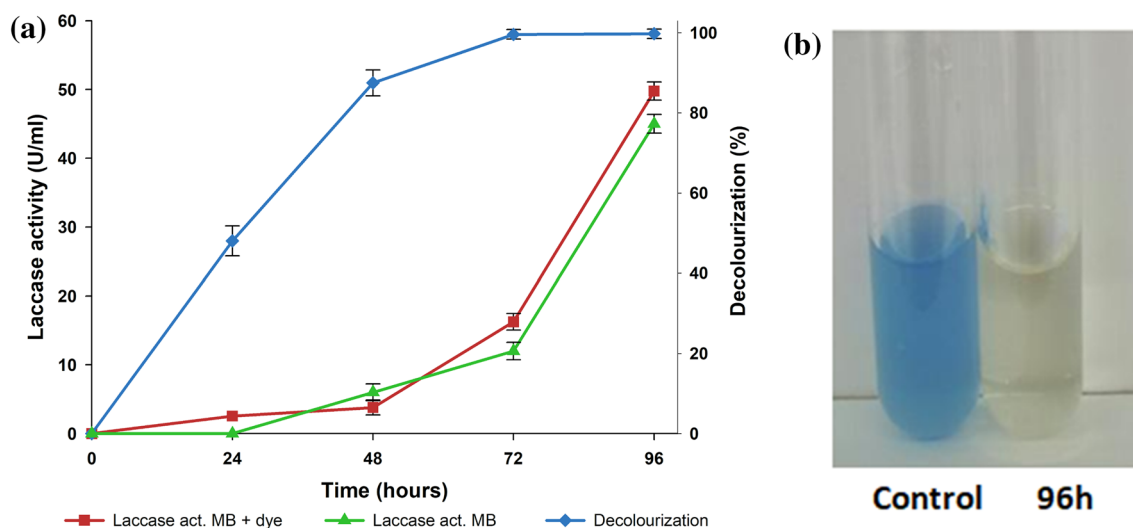 (a)
Laccase activity (U/ml)
60
50
40
30
20
10
0
0
24
48
72
96
Time (hours)
100
80
60
40
20
0
Decolourization (%)
Laccase act. MB + dye
Laccase act. MB
Decolourization
(b)
Control 96h